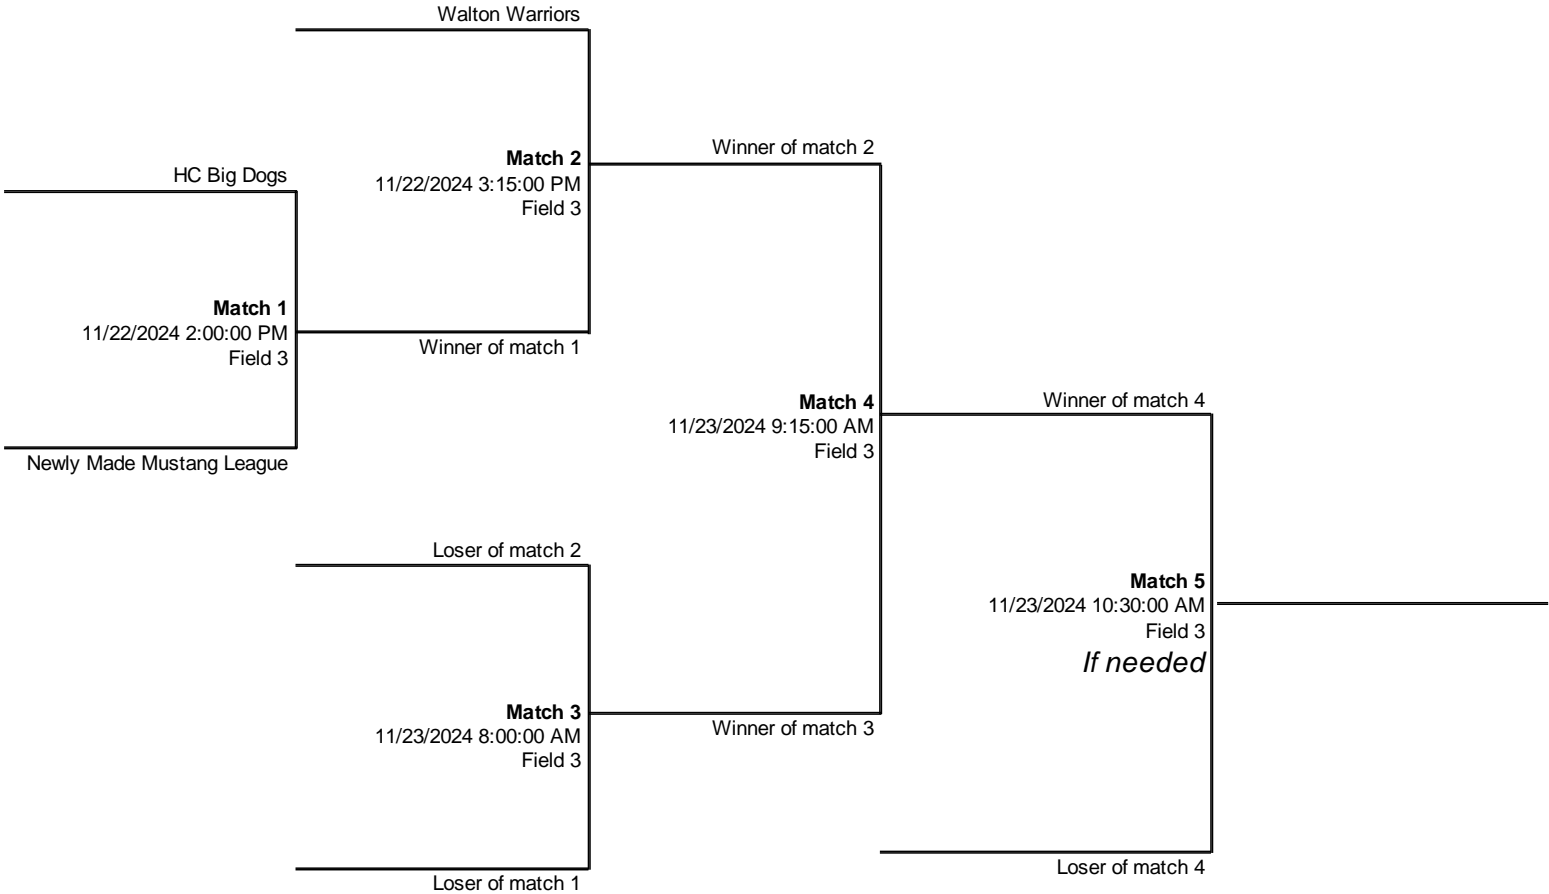 Walton Warriors
Match 2
11/22/2024 3:15:00 PM
Field 3
Winner of match 2
HC Big Dogs
Match 1
11/22/2024 2:00:00 PM
Field 3
Winner of match 1
Newly Made Mustang League
Match 4
11/23/2024 9:15:00 AM
Field 3
Winner of match 4
Loser of match 2
Match 3
11/23/2024 8:00:00 AM
Field 3
Winner of match 3
Loser of match 1
Match 5
11/23/2024 10:30:00 AM
Field 3
If needed
Loser of match 4